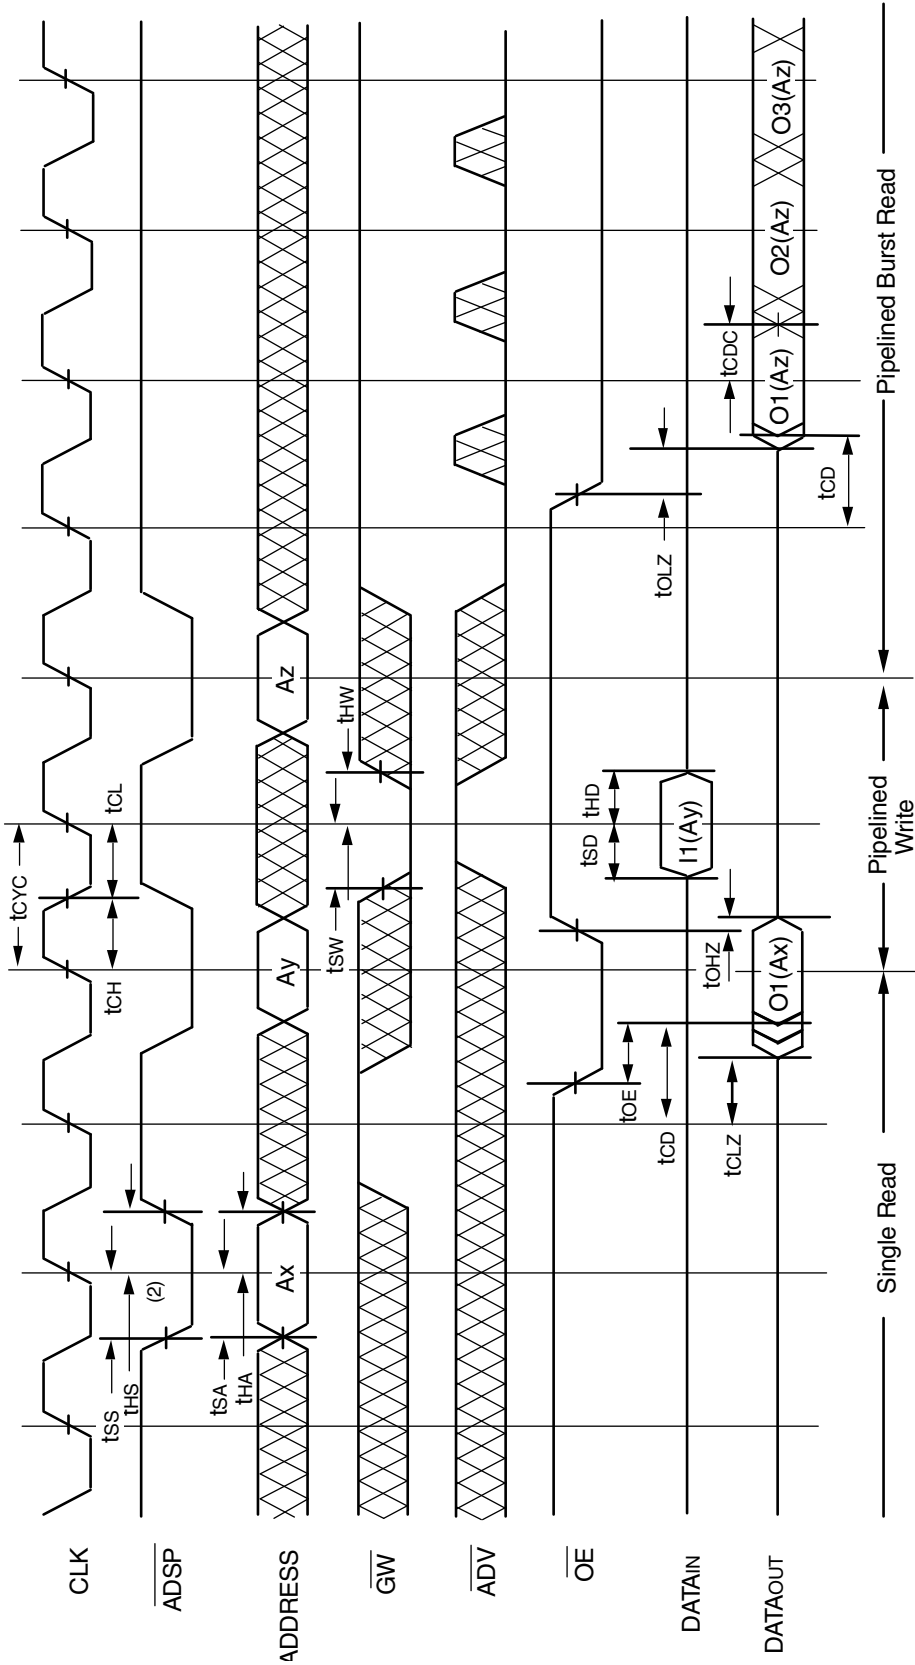 CLK
tCYC
tCH
tCL
tSS
tHS
(2)
ADSP
ADDRESS
tSA
tHA
Ax
Ay
Az
GW
tSW
tHW
ADV
OE
tOE
tOHZ
tOLZ
DATAIN
tSD
tHD
I1(Ay)
tCD
tCLZ
tCDC
tCD
DATAOUT
O1(Ax)
O1(Az)
O2(Az)
O3(Az)
Single Read
Pipelined
Write
Pipelined Burst Read